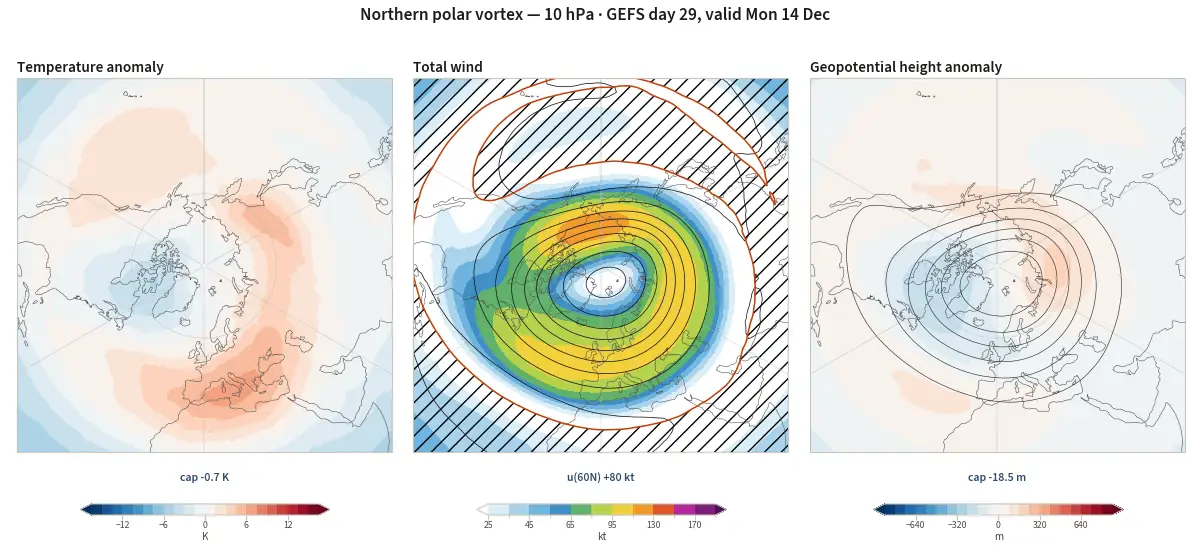 Northern polar vortex — 10 hPa · GEFS day 29, valid Mon 14 Dec
Temperature anomaly
Total wind
Geopotential height anomaly
cap -0.7 K
u(60N) +80 kt
cap -18.5 m
−12 −6 0 6 12
K
25 45 65 95 130 170
kt
−640 −320 0 320 640
m